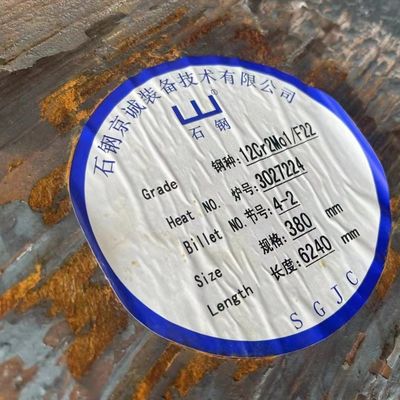 石钢京诚装备技术有限公司
®
石钢
Grade 钢种: 12Cr2Mo1/F22
Heat NO. 炉号: 3027224
Billet NO. 节号: 4-2
Size 规格: 380 mm
Length 长度: 6240 mm
SGJC